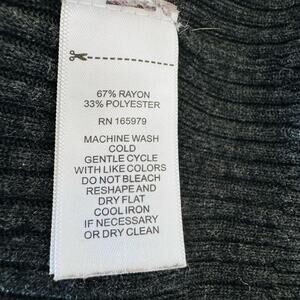 67% RAYON
33% POLYESTER
RN 165979
MACHINE WASH
COLD
GENTLE CYCLE
WITH LIKE COLORS
DO NOT BLEACH
RESHAPE AND
DRY FLAT
COOL IRON
IF NECESSARY
OR DRY CLEAN